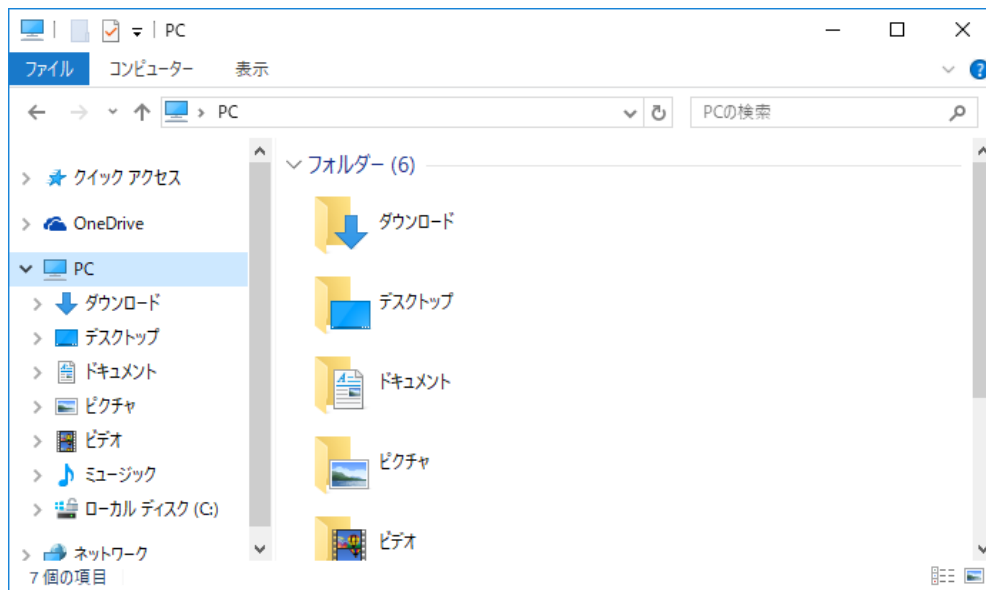 PC
ファイル コンピューター 表示
PC PCの検索
クイック アクセス
OneDrive
PC
ダウンロード
デスクトップ
ドキュメント
ピクチャ
ビデオ
ミュージック
ローカル ディスク (C:)
ネットワーク
フォルダー (6)
ダウンロード
デスクトップ
ドキュメント
ピクチャ
ビデオ
7 個の項目